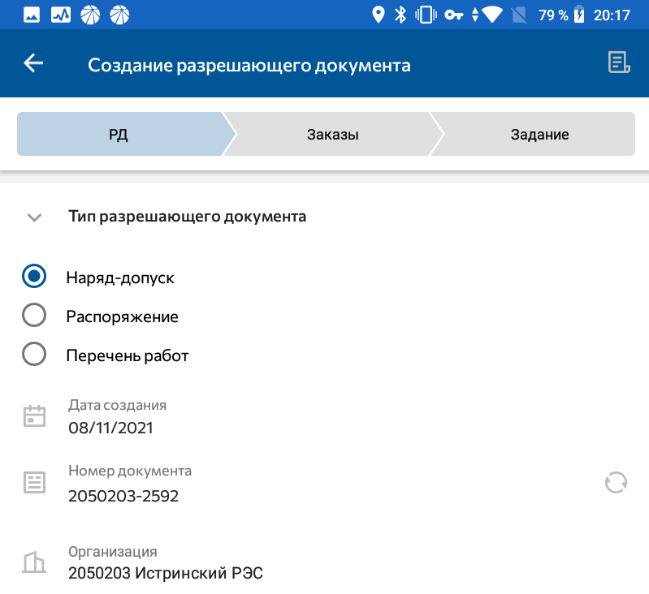 79 % 20:17
Создание разрешающего документа
РД Заказы Задание
Тип разрешающего документа
Наряд-допуск
Распоряжение
Перечень работ
Дата создания
08/11/2021
Номер документа
2050203-2592
Организация
2050203 Истринский РЭС